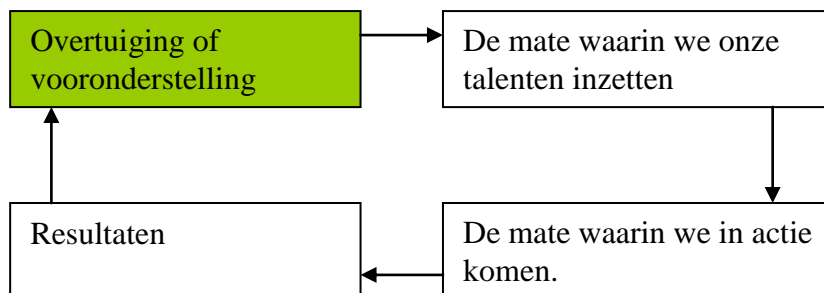 Overtuiging of
vooronderstelling
De mate waarin we onze
talenten inzetten
Resultaten
De mate waarin we in actie
komen.